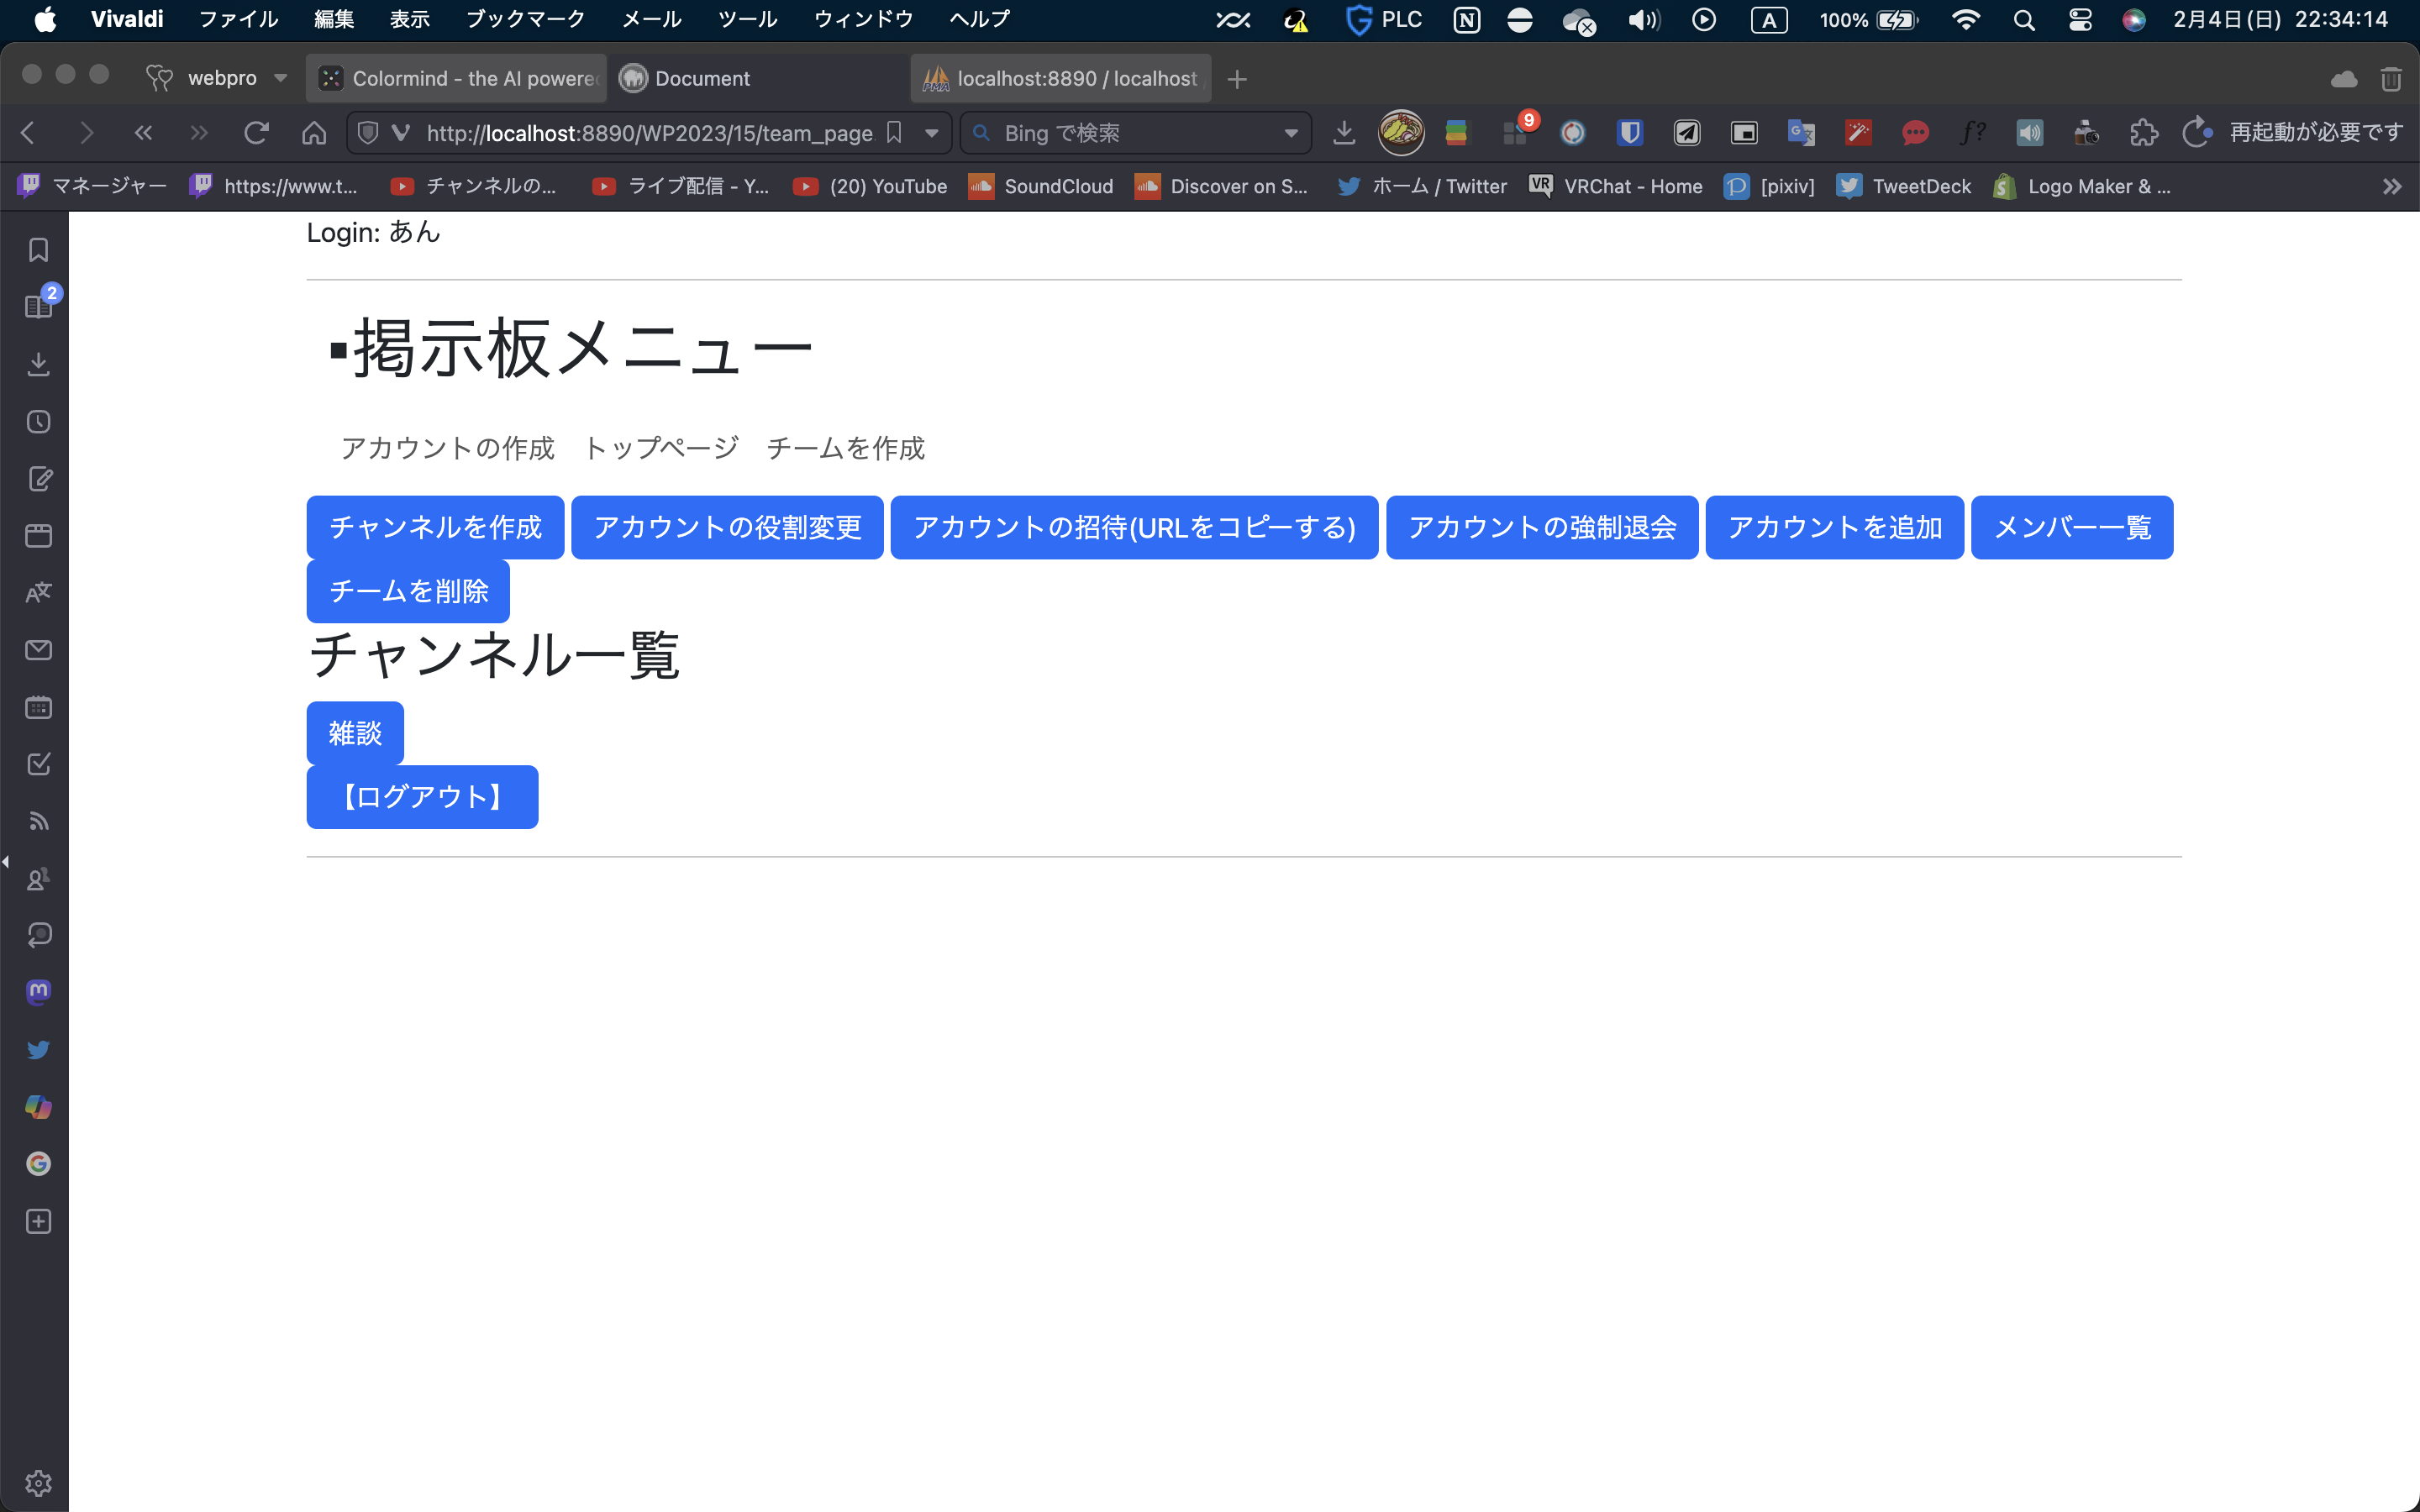 Vivaldi ファイル 編集 表示 ブックマーク メール ツール ウィンドウ ヘルプ PLC A 100% 2月4日(日) 22:34:14
webpro Colormind - the AI powere Document localhost:8890 / localhost
http://localhost:8890/WP2023/15/team_page Bing で検索 9 再起動が必要です
マネージャー https://www.t... チャンネルの... ライブ配信 - Y... (20) YouTube SoundCloud Discover on S... ホーム / Twitter VRChat - Home [pixiv] TweetDeck Logo Maker & ...
2
Login: あん
▪掲示板メニュー
アカウントの作成 トップページ チームを作成
チャンネルを作成 アカウントの役割変更 アカウントの招待(URLをコピーする) アカウントの強制退会 アカウントを追加 メンバー一覧
チームを削除
チャンネル一覧
雑談
【ログアウト】